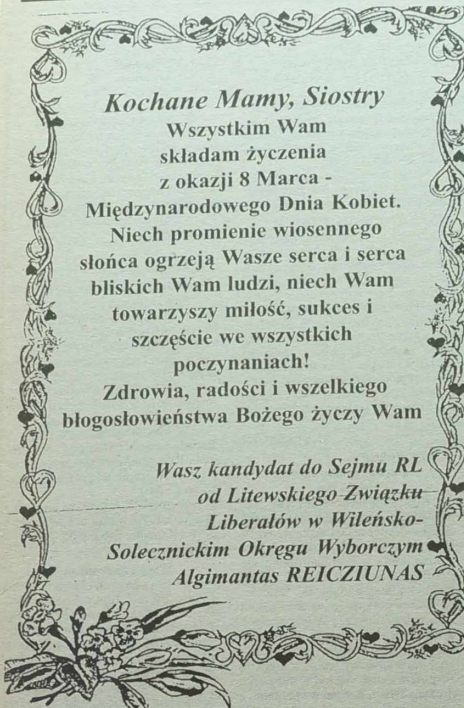 Kochane Mamy, Siostry
Wszystkim Wam
składam życzenia
z okazji 8 Marca -
Międzynarodowego Dnia Kobiet.
Niech promienie wiosennego
słońca ogrzeją Wasze serca i serca
bliskich Wam ludzi, niech Wam
towarzyszy miłość, sukces i
szczęście we wszystkich
poczynaniach!
Zdrowia, radości i wszelkiego
błogosłowieństwa Bożego życzy Wam
Wasz kandydat do Sejmu RL
od Litewskiego Związku
Liberałów w Wileńsko-
Solecznickim Okręgu Wyborczym
Algimantas REICZIUNAS